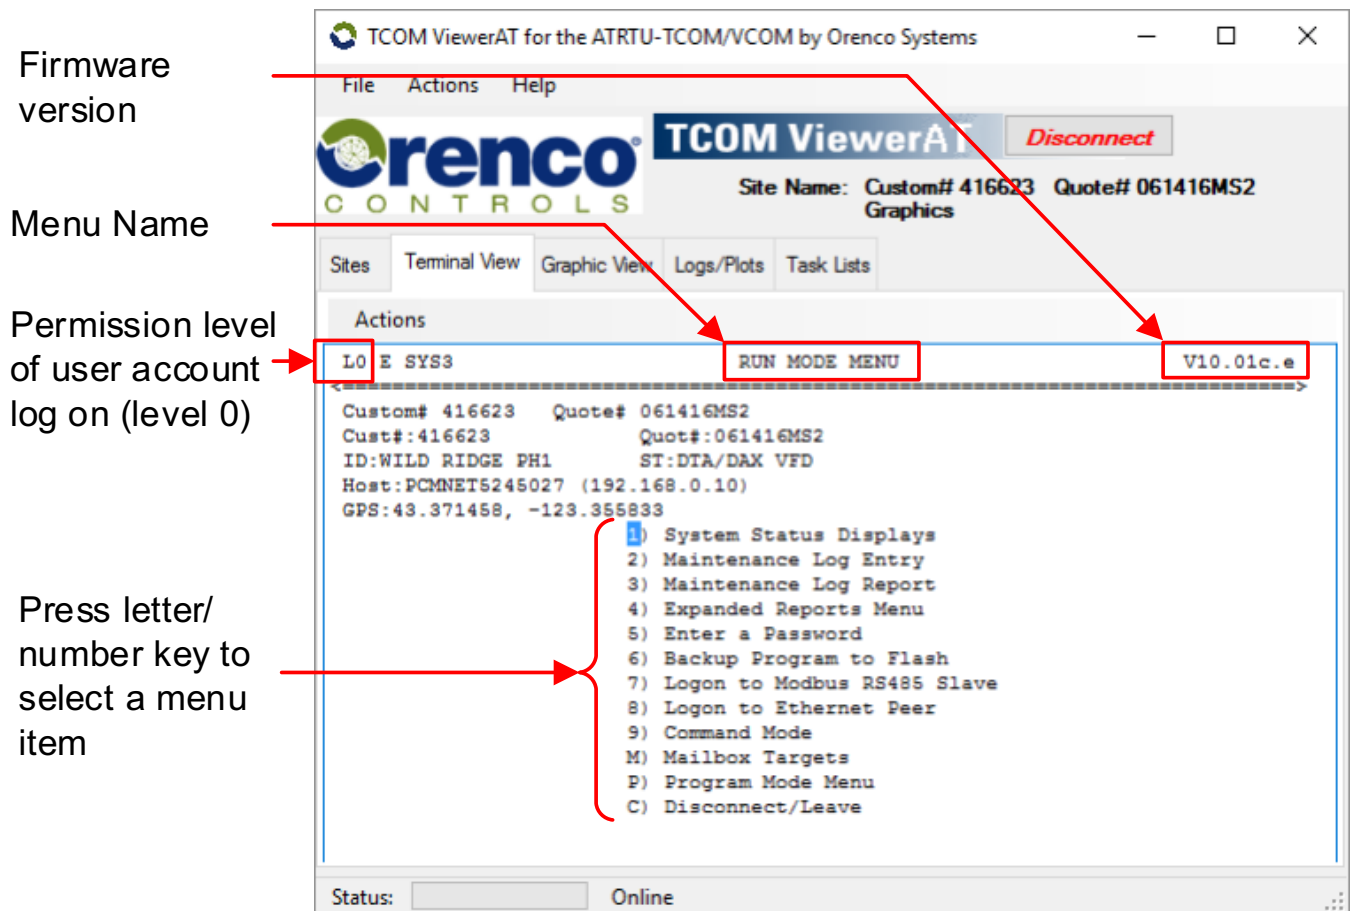 TCOM ViewerAT for the ATRTU-TCOM/VCOM by Orenco Systems
File Actions Help
Orenco®
CONTROLS
TCOM ViewerAT
Disconnect
Site Name: Custom# 416623 Quote# 061416MS2
Graphics
Sites Terminal View Graphic View Logs/Plots Task Lists
Actions
L0 E SYS3 RUN MODE MENU V10.01c.e
<=============================================================================>
Custom# 416623 Quote# 061416MS2
Cust#:416623 Quot#:061416MS2
ID:WILD RIDGE PH1 ST:DTA/DAX VFD
Host:PCMNET5245027 (192.168.0.10)
GPS:43.371458, -123.355833
1) System Status Displays
2) Maintenance Log Entry
3) Maintenance Log Report
4) Expanded Reports Menu
5) Enter a Password
6) Backup Program to Flash
7) Logon to Modbus RS485 Slave
8) Logon to Ethernet Peer
9) Command Mode
M) Mailbox Targets
P) Program Mode Menu
C) Disconnect/Leave
Status: Online
Firmware
version
Menu Name
Permission level
of user account
log on (level 0)
Press letter/
number key to
select a menu
item